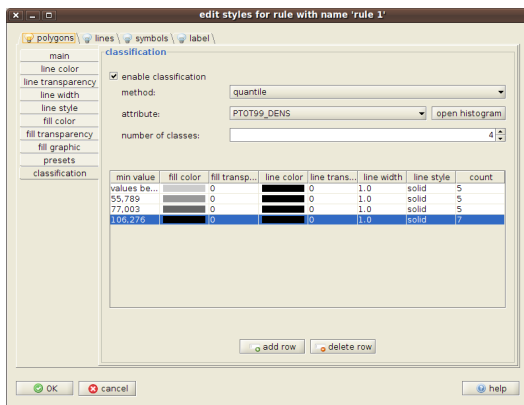 edit styles for rule with name 'rule 1'
polygons lines symbols label
main
line color
line transparency
line width
line style
fill color
fill transparency
fill graphic
presets
classification
classification
enable classification
method: quantile
attribute: PTOT99_DENS open histogram
number of classes: 4
min value fill color fill transp... line color line trans... line width line style count
values be... 0 0 1.0 solid 5
55,789 0 0 1.0 solid 5
77,003 0 0 1.0 solid 5
106,276 0 0 1.0 solid 7
add row delete row
OK cancel help